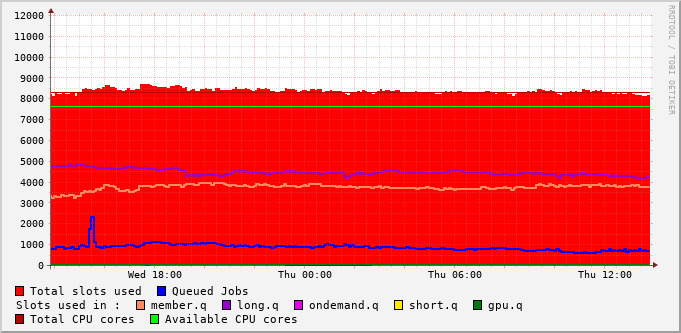 12000
11000
10000
9000
8000
7000
6000
5000
4000
3000
2000
1000
0
Wed 18:00 Thu 00:00 Thu 06:00 Thu 12:00
RRDTOOL / TOBI OETIKER
Total slots used Queued Jobs
Slots used in : member.q long.q ondemand.q short.q gpu.q
Total CPU cores Available CPU cores